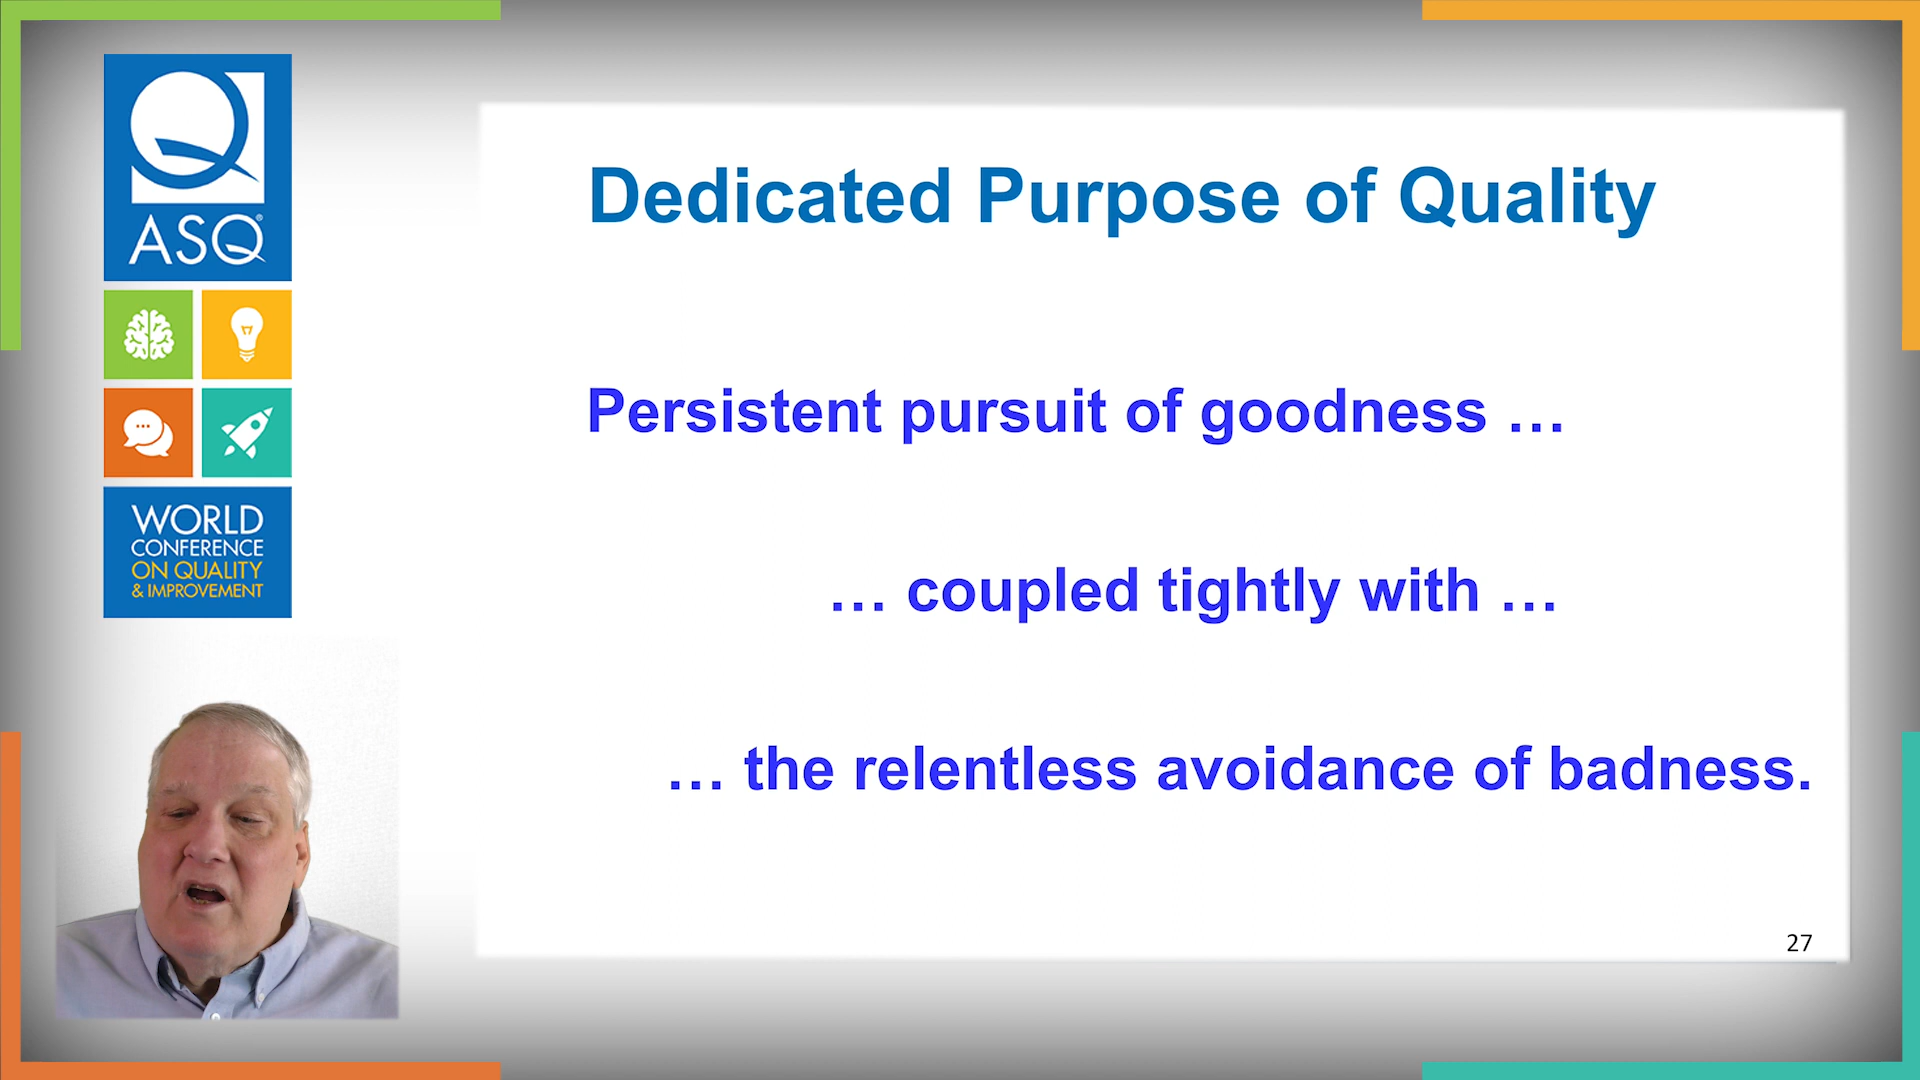 ASQ
WORLD
CONFERENCE
ON QUALITY
& IMPROVEMENT
Dedicated Purpose of Quality
Persistent pursuit of goodness …
… coupled tightly with …
… the relentless avoidance of badness.
27